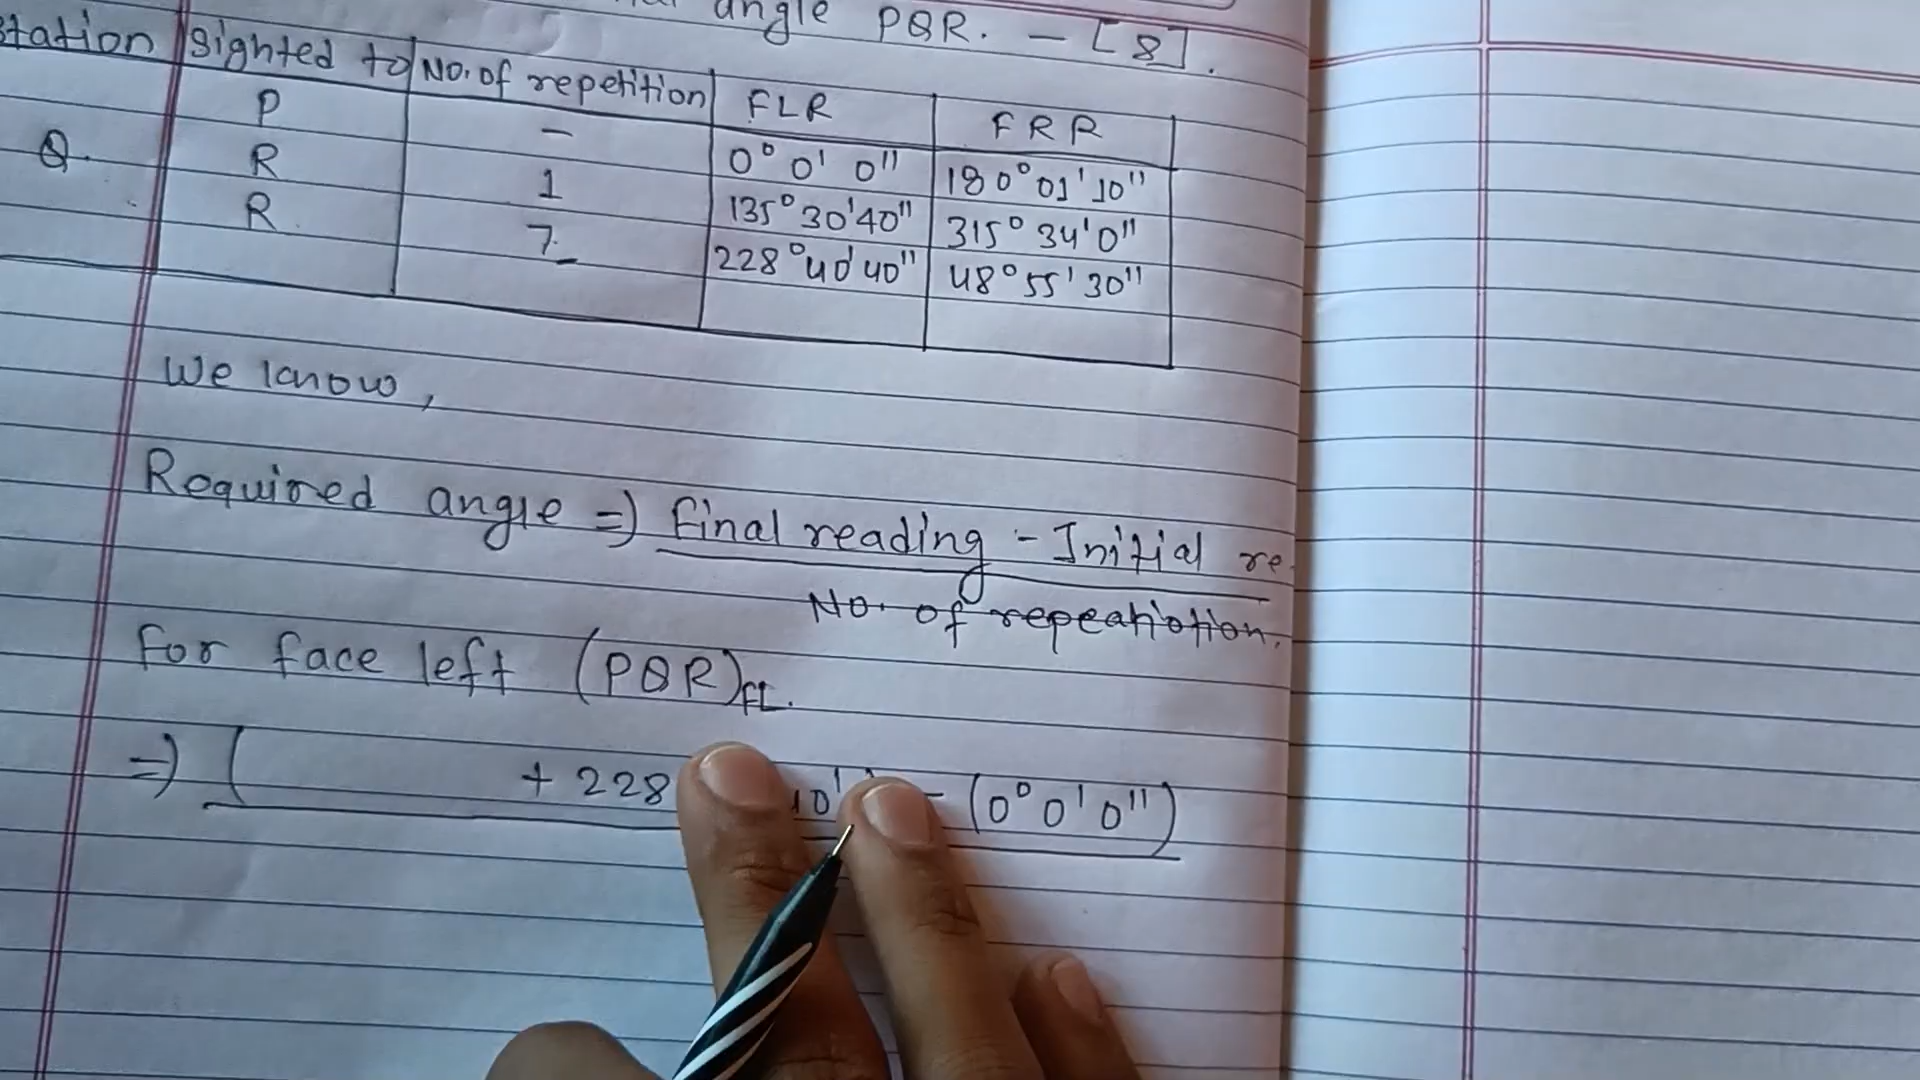 angle PQR. - [8].
Station Sighted to No. of repetition FLR FRR
P - 0° 0' 0" 180° 01' 10"
Q. R 1 135° 30' 40" 315° 34' 0"
R 7 228° 40' 40" 48° 55' 30"
We know,
Required angle => Final reading - Initial re
No. of repeatiotion.
For face left (PQR)FL.
=> ( + 228 - (0° 0' 0")